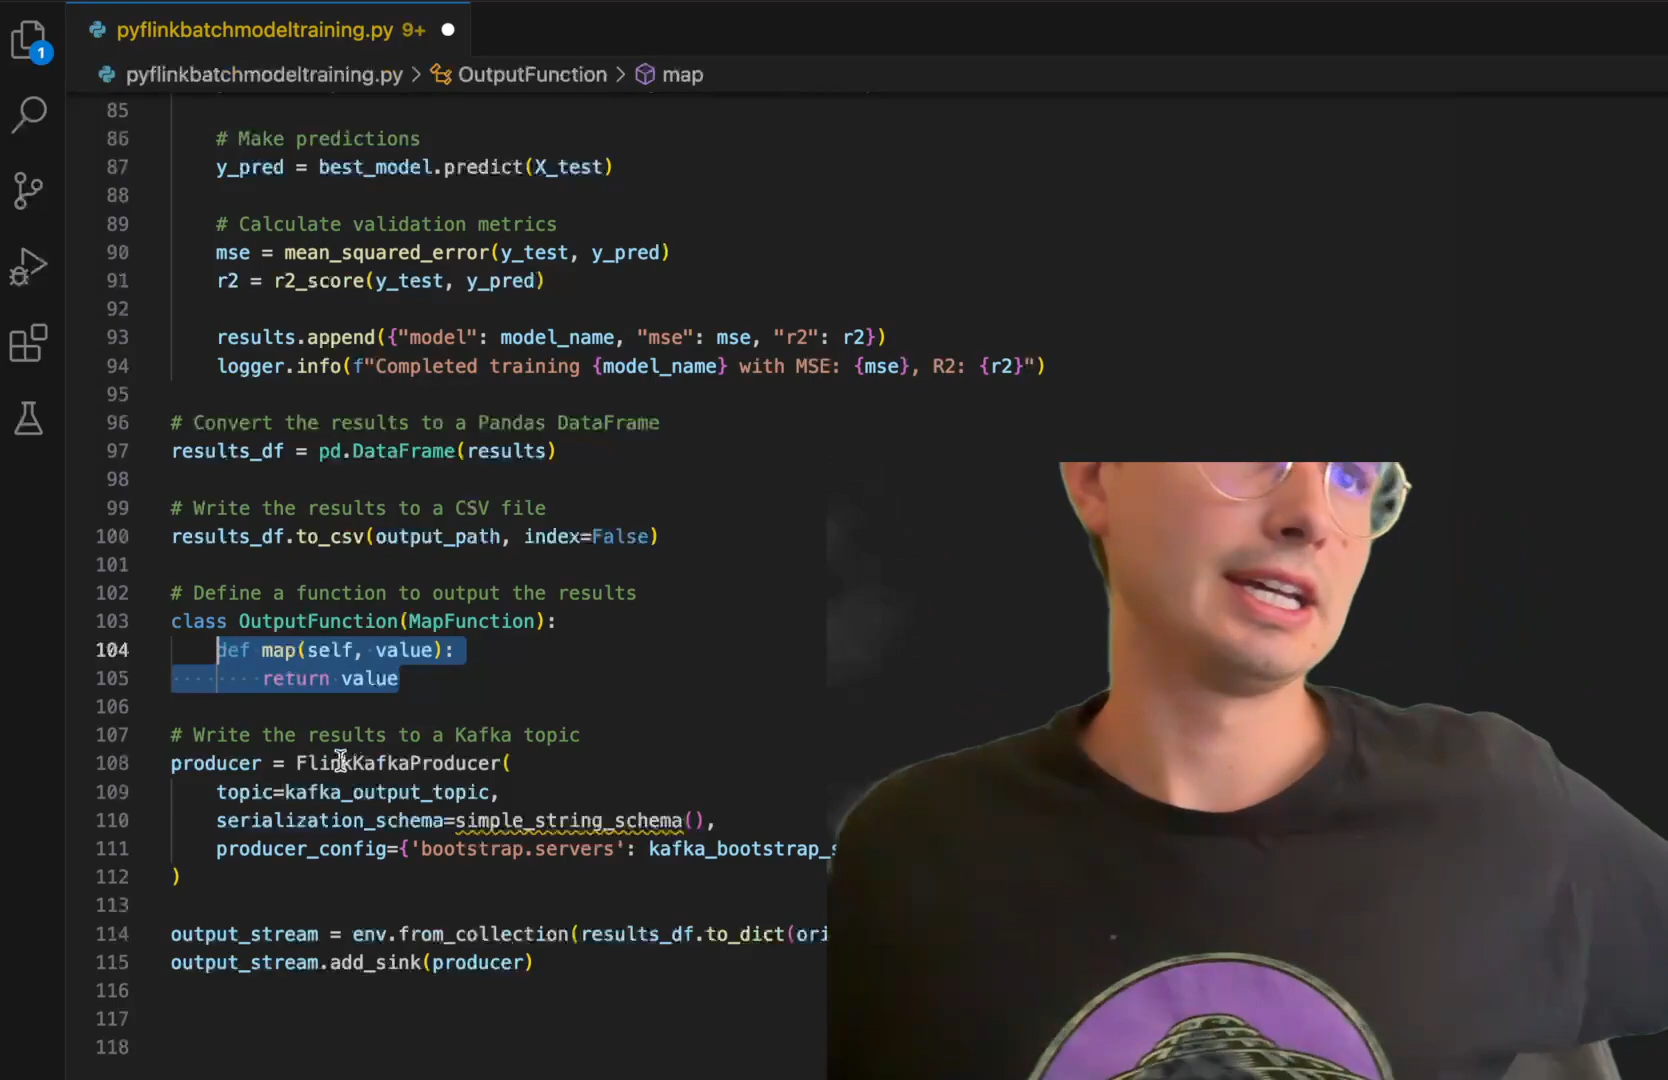 1
pyflinkbatchmodeltraining.py 9+
pyflinkbatchmodeltraining.py > OutputFunction > map
85
86 # Make predictions
87 y_pred = best_model.predict(X_test)
88
89 # Calculate validation metrics
90 mse = mean_squared_error(y_test, y_pred)
91 r2 = r2_score(y_test, y_pred)
92
93 results.append({"model": model_name, "mse": mse, "r2": r2})
94 logger.info(f"Completed training {model_name} with MSE: {mse}, R2: {r2}")
95
96 # Convert the results to a Pandas DataFrame
97 results_df = pd.DataFrame(results)
98
99 # Write the results to a CSV file
100 results_df.to_csv(output_path, index=False)
101
102 # Define a function to output the results
103 class OutputFunction(MapFunction):
104 def map(self, value):
105 return value
106
107 # Write the results to a Kafka topic
108 producer = FlinkKafkaProducer(
109 topic=kafka_output_topic,
110 serialization_schema=simple_string_schema(),
111 producer_config={'bootstrap.servers': kafka_bootstrap_s
112 )
113
114 output_stream = env.from_collection(results_df.to_dict(ori
115 output_stream.add_sink(producer)
116
117
118